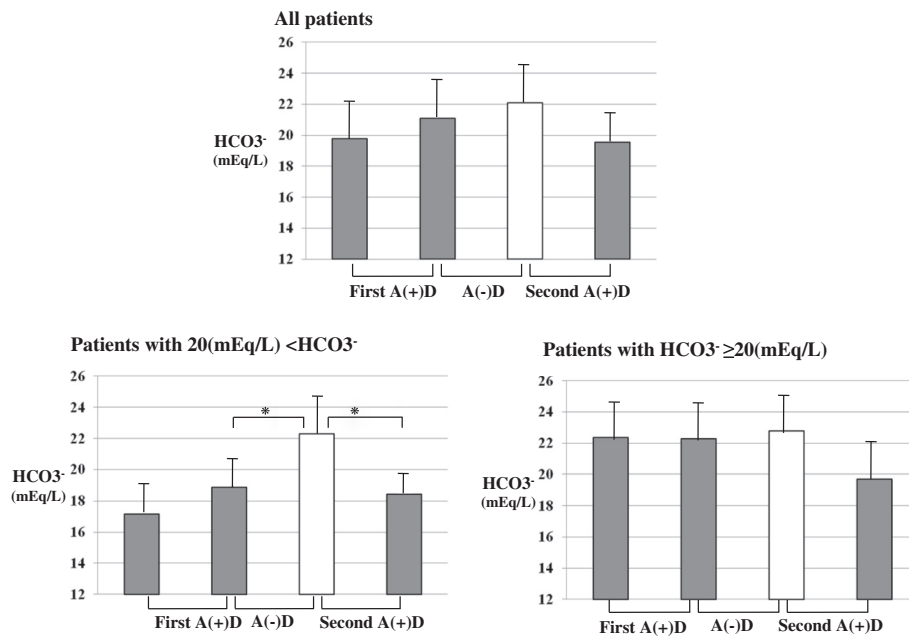 All patients
26
24
22
20
18
16
14
12
HCO3-
(mEq/L)
First A(+)D A(-)D Second A(+)D
Patients with 20(mEq/L) <HCO3-
26
24
22
20
18
16
14
12
HCO3-
(mEq/L)
* *
First A(+)D A(-)D Second A(+)D
Patients with HCO3- ≥20(mEq/L)
26
24
22
20
18
16
14
12
HCO3-
(mEq/L)
First A(+)D A(-)D Second A(+)D